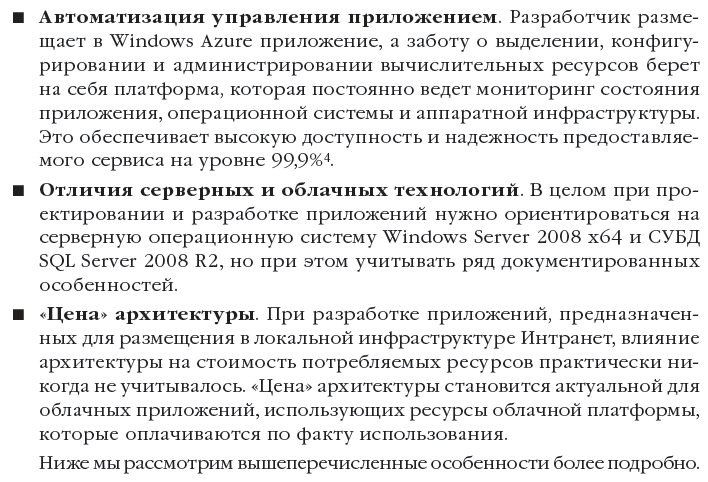 ■ Автоматизация управления приложением. Разработчик разме-
щает в Windows Azure приложение, а заботу о выделении, конфигу-
рировании и администрировании вычислительных ресурсов берет
на себя платформа, которая постоянно ведет мониторинг состояния
приложения, операционной системы и аппаратной инфраструктуры.
Это обеспечивает высокую доступность и надежность предоставляе-
мого сервиса на уровне 99,9%⁴.
■ Отличия серверных и облачных технологий. В целом при про-
ектировании и разработке приложений нужно ориентироваться на
серверную операционную систему Windows Server 2008 x64 и СУБД
SQL Server 2008 R2, но при этом учитывать ряд документированных
особенностей.
■ «Цена» архитектуры. При разработке приложений, предназначен-
ных для размещения в локальной инфраструктуре Интранет, влияние
архитектуры на стоимость потребляемых ресурсов практически ни-
когда не учитывалось. «Цена» архитектуры становится актуальной для
облачных приложений, использующих ресурсы облачной платформы,
которые оплачиваются по факту использования.
Ниже мы рассмотрим вышеперечисленные особенности более подробно.